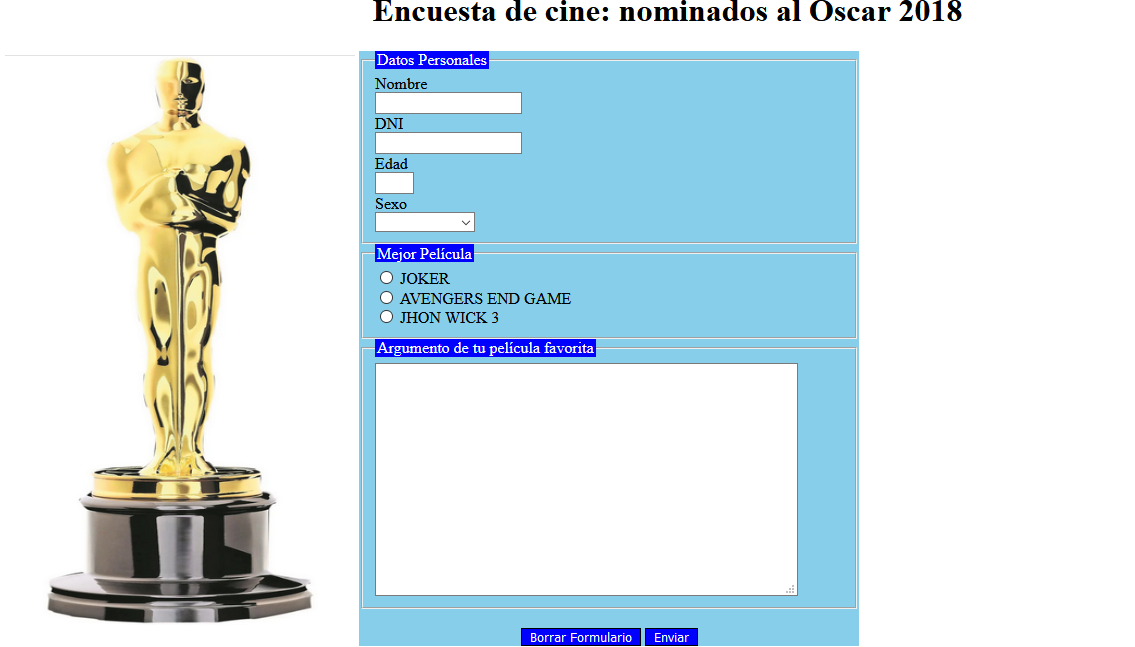 Encuesta de cine: nominados al Oscar 2018
Datos Personales
Nombre
DNI
Edad
Sexo
Mejor Película
JOKER
AVENGERS END GAME
JHON WICK 3
Argumento de tu película favorita
Borrar Formulario Enviar